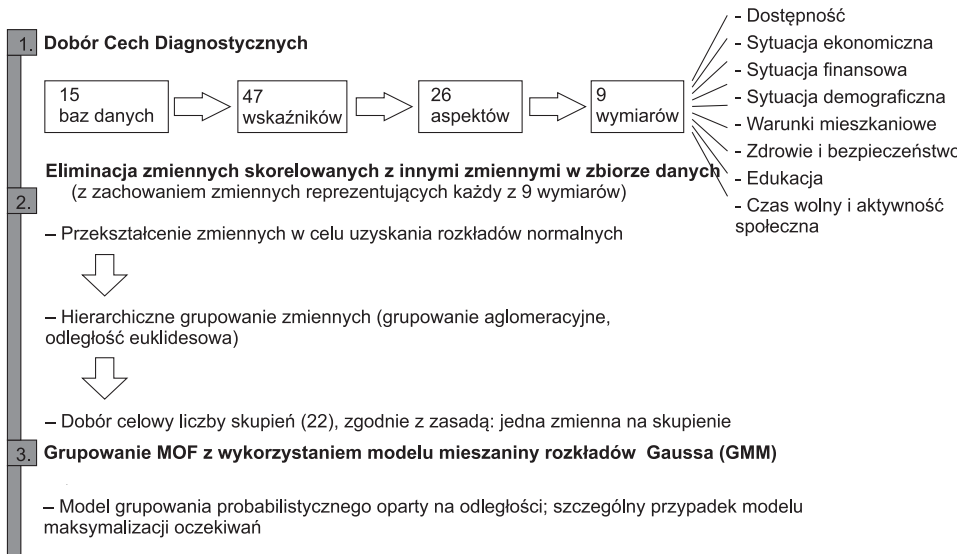 1. Dobór Cech Diagnostycznych
15
baz danych
47
wskaźników
26
aspektów
9
wymiarów
- Dostępność
- Sytuacja ekonomiczna
- Sytuacja finansowa
- Sytuacja demograficzna
- Warunki mieszkaniowe
- Zdrowie i bezpieczeństwo
- Edukacja
- Czas wolny i aktywność
społeczna
2. Eliminacja zmiennych skorelowanych z innymi zmiennymi w zbiorze danych
(z zachowaniem zmiennych reprezentujących każdy z 9 wymiarów)
– Przekształcenie zmiennych w celu uzyskania rozkładów normalnych
– Hierarchiczne grupowanie zmiennych (grupowanie aglomeracyjne,
odległość euklidesowa)
– Dobór celowy liczby skupień (22), zgodnie z zasadą: jedna zmienna na skupienie
3. Grupowanie MOF z wykorzystaniem modelu mieszaniny rozkładów Gaussa (GMM)
– Model grupowania probabilistycznego oparty na odległości; szczególny przypadek modelu
maksymalizacji oczekiwań